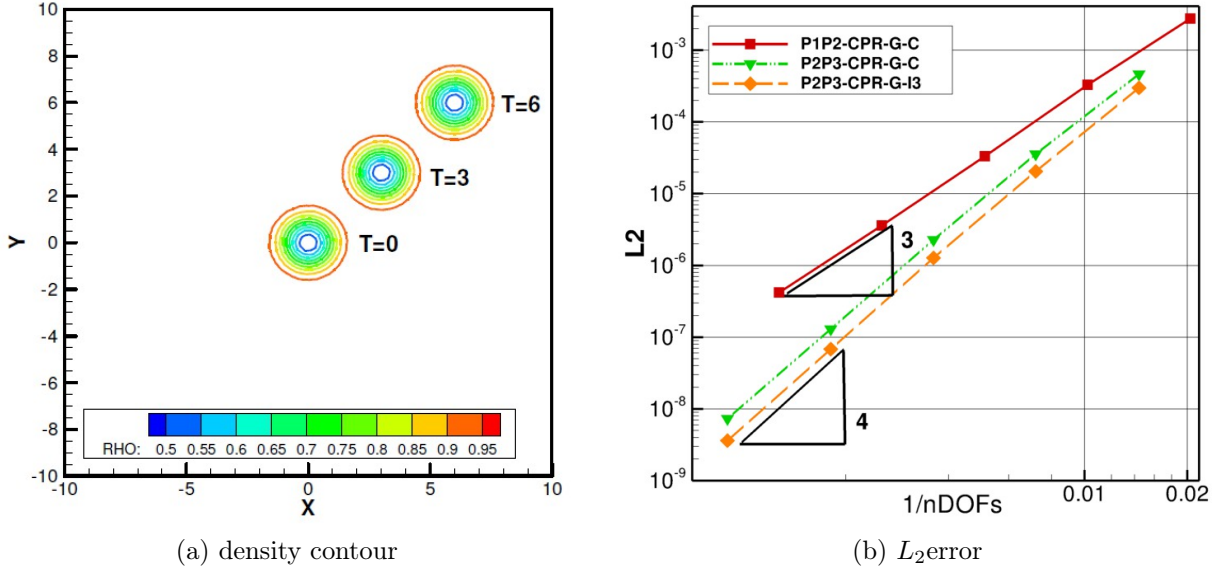 10
8
6
4
2
0
-2
-4
-6
-8
-10
Y
T=6
T=3
T=0
RHO: 0.5 0.55 0.6 0.65 0.7 0.75 0.8 0.85 0.9 0.95
-10 -5 0 5 10
X
(a) density contour
P1P2-CPR-G-C
P2P3-CPR-G-C
P2P3-CPR-G-I3
10-3
10-4
10-5
10-6
10-7
10-8
10-9
L2
3
4
0.01 0.02
1/nDOFs
(b) L2error